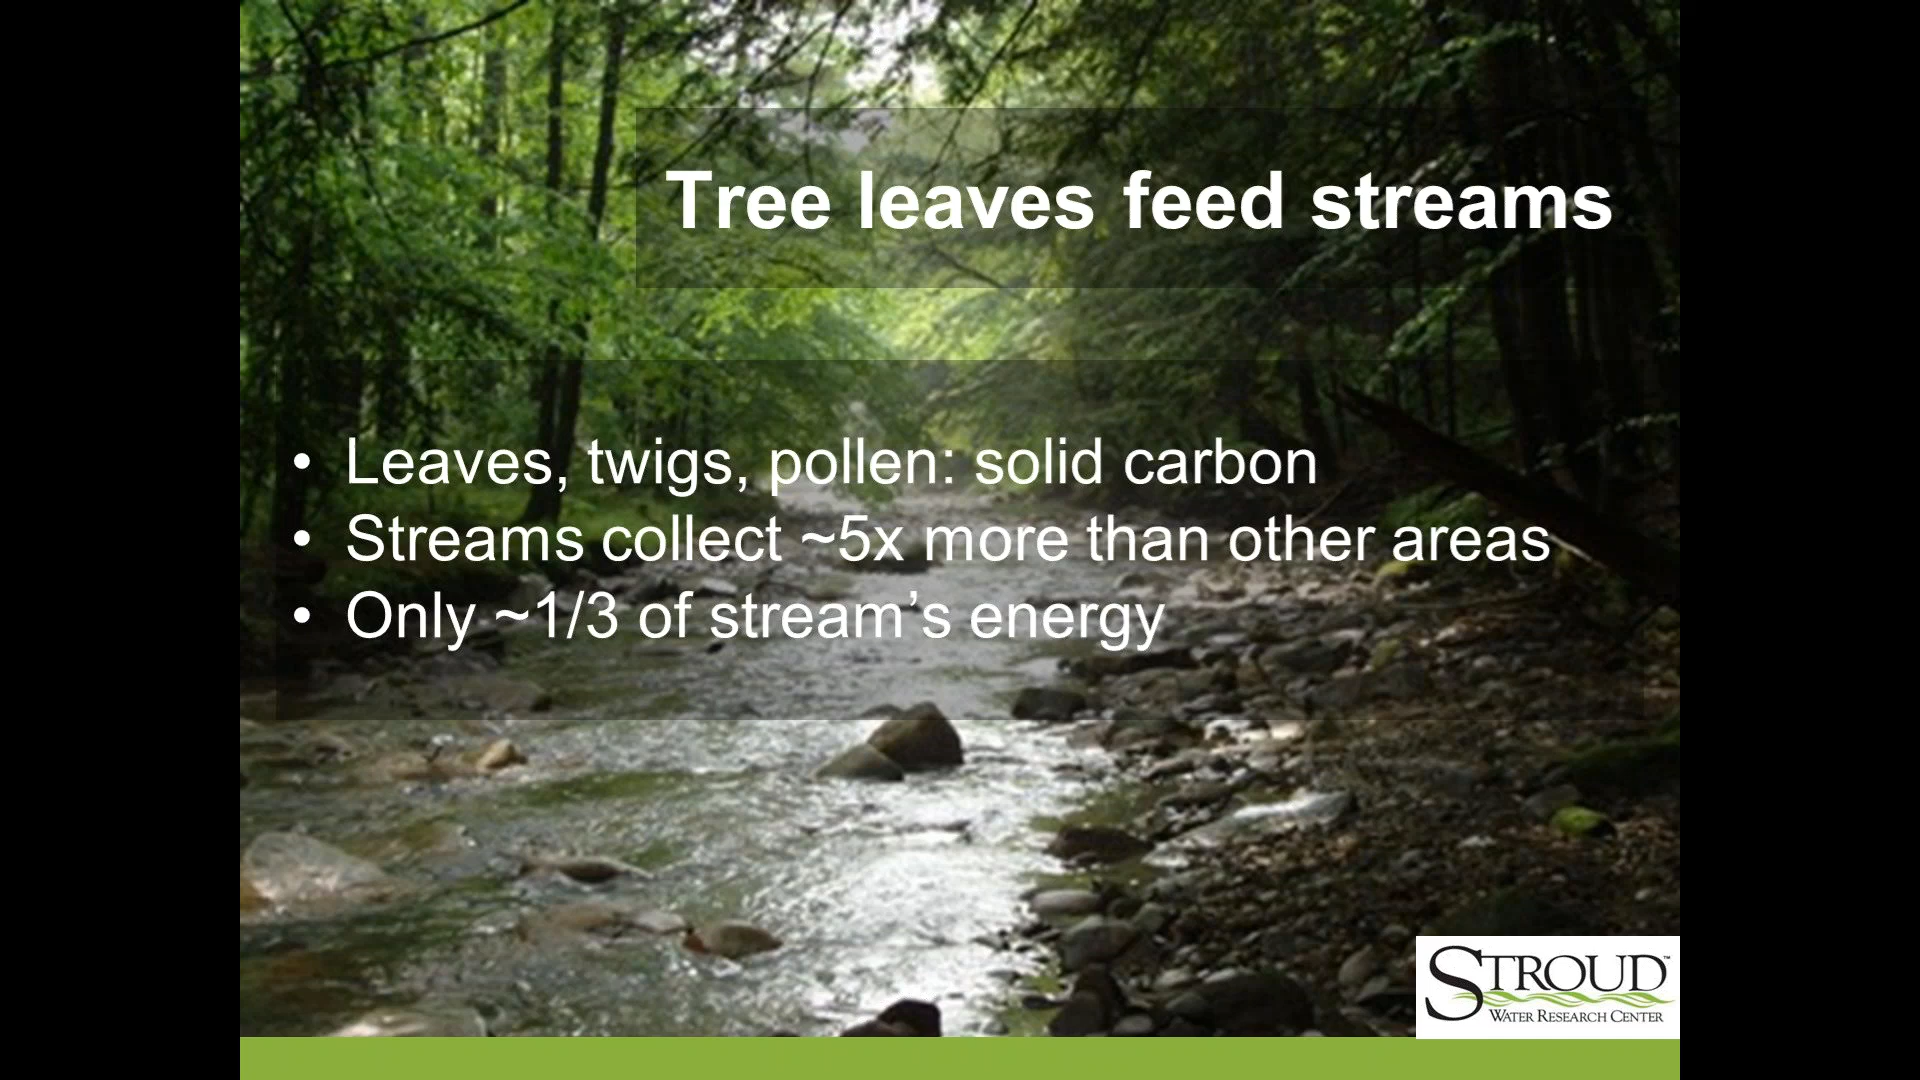 Tree leaves feed streams
• Leaves, twigs, pollen: solid carbon
• Streams collect ~5x more than other areas
• Only ~1/3 of stream’s energy
STROUD™
WATER RESEARCH CENTER